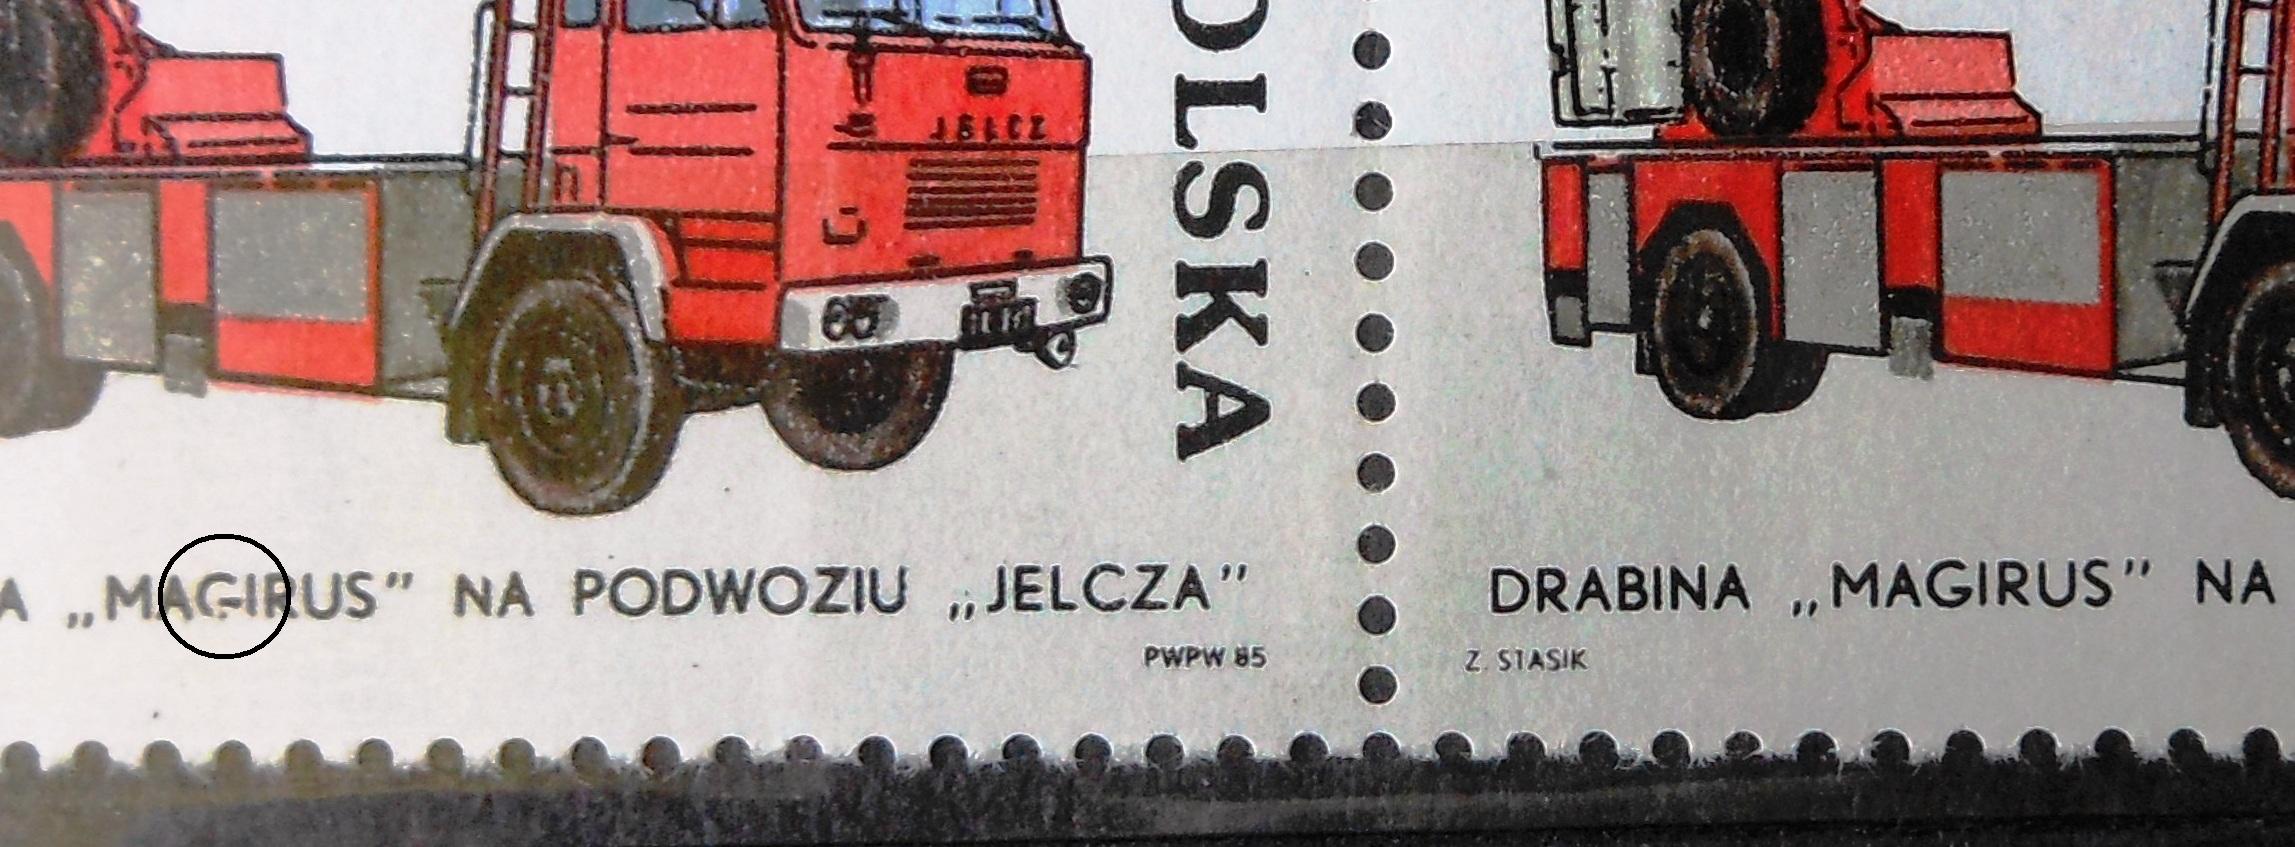 JELCZ
OLSKA
A „MAGIRUS” NA PODWOZIU „JELCZA”
PWPW 85
DRABINA „MAGIRUS” NA
Z. STASIK